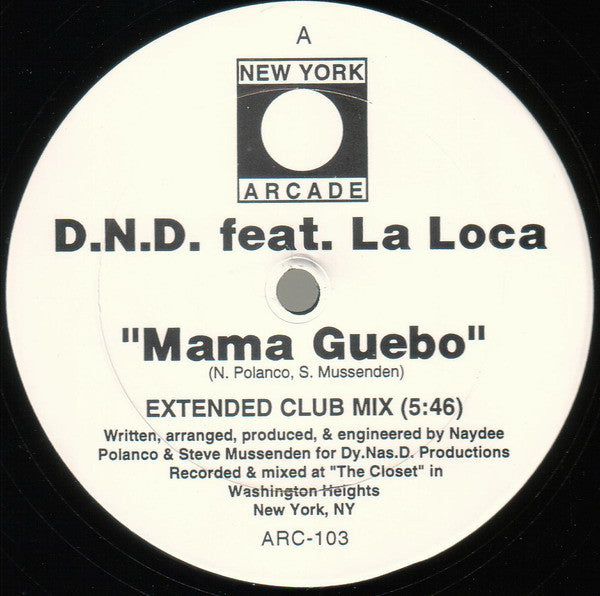 A
NEW YORK
ARCADE
D.N.D. feat. La Loca
"Mama Guebo"
(N. Polanco, S. Mussenden)
EXTENDED CLUB MIX (5:46)
Written, arranged, produced, & engineered by Naydee
Polanco & Steve Mussenden for Dy.Nas.D. Productions
Recorded & mixed at "The Closet" in
Washington Heights
New York, NY
ARC-103